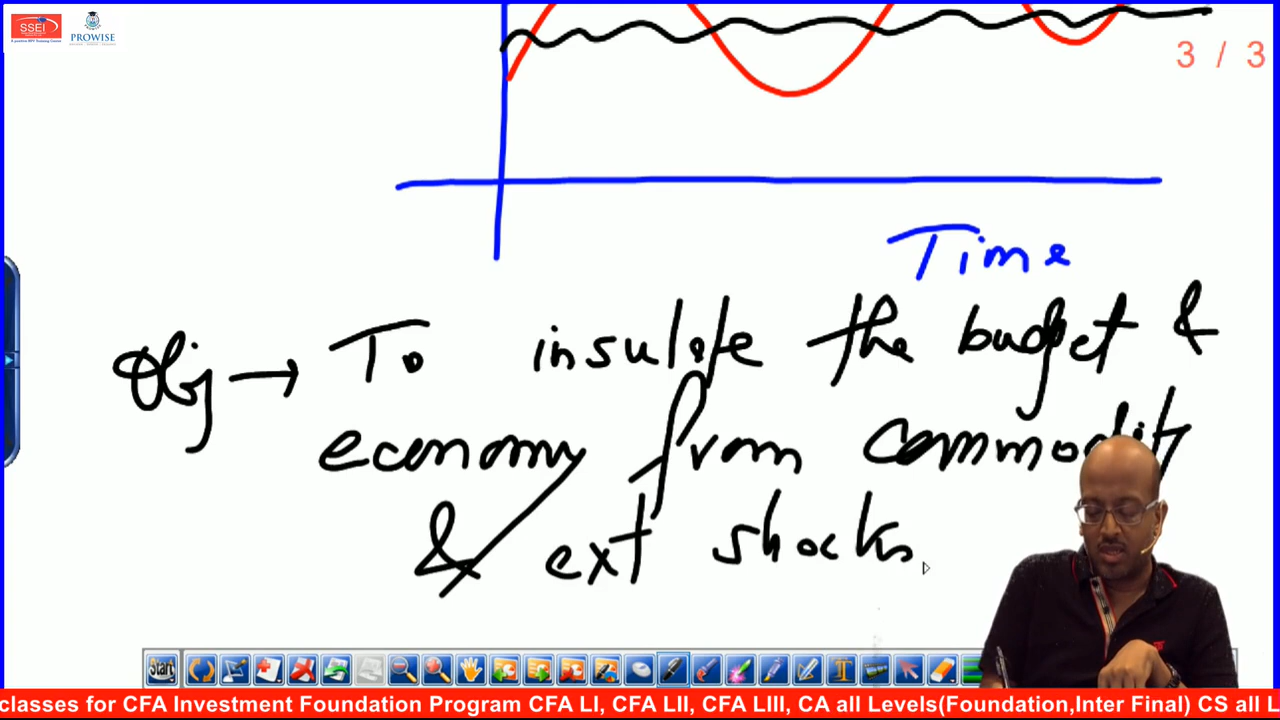 SSEI
PROWISE
3 / 3
Time
Obj → To insulate the budget &
economy from commodity
& ext shocks
Start
classes for CFA Investment Foundation Program CFA LI, CFA LII, CFA LIII, CA all Levels(Foundation,Inter Final) CS all L